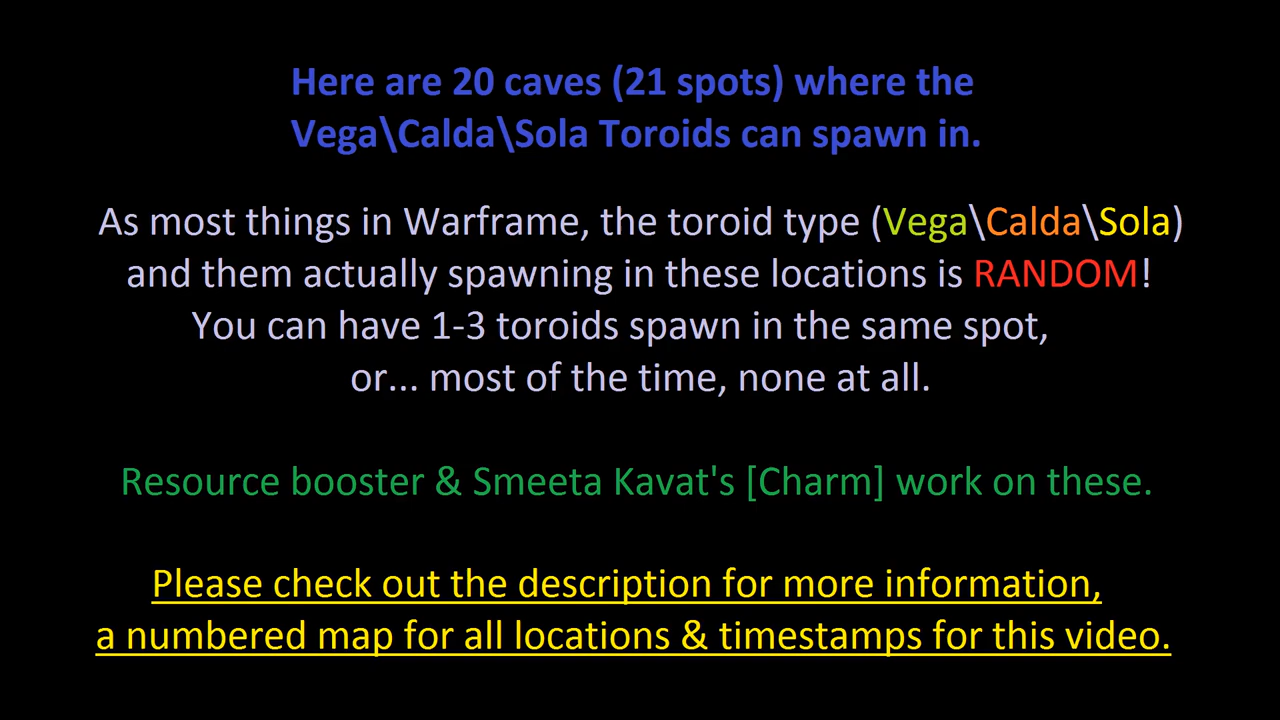 Here are 20 caves (21 spots) where the
Vega\Calda\Sola Toroids can spawn in.
As most things in Warframe, the toroid type (Vega\Calda\Sola)
and them actually spawning in these locations is RANDOM!
You can have 1-3 toroids spawn in the same spot,
or... most of the time, none at all.
Resource booster & Smeeta Kavat's [Charm] work on these.
Please check out the description for more information,
a numbered map for all locations & timestamps for this video.